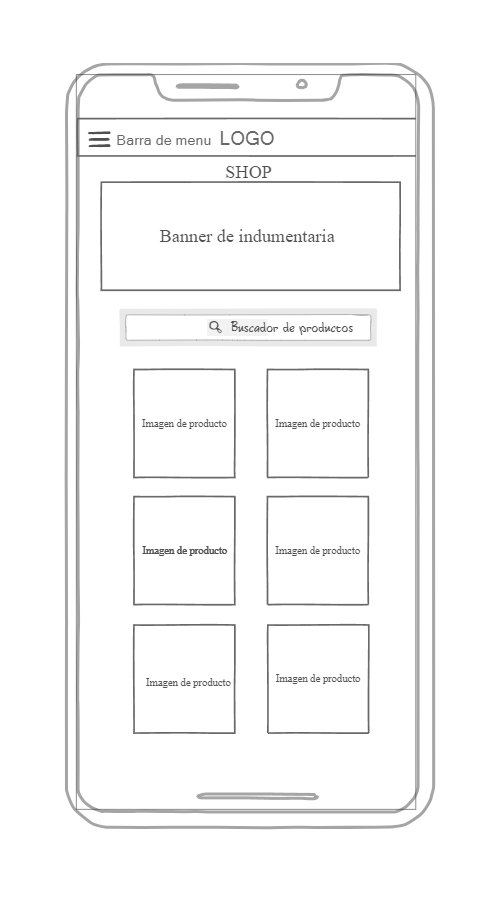 Barra de menu LOGO
SHOP
Banner de indumentaria
Buscador de productos
Imagen de producto Imagen de producto
Imagen de producto Imagen de producto
Imagen de producto Imagen de producto